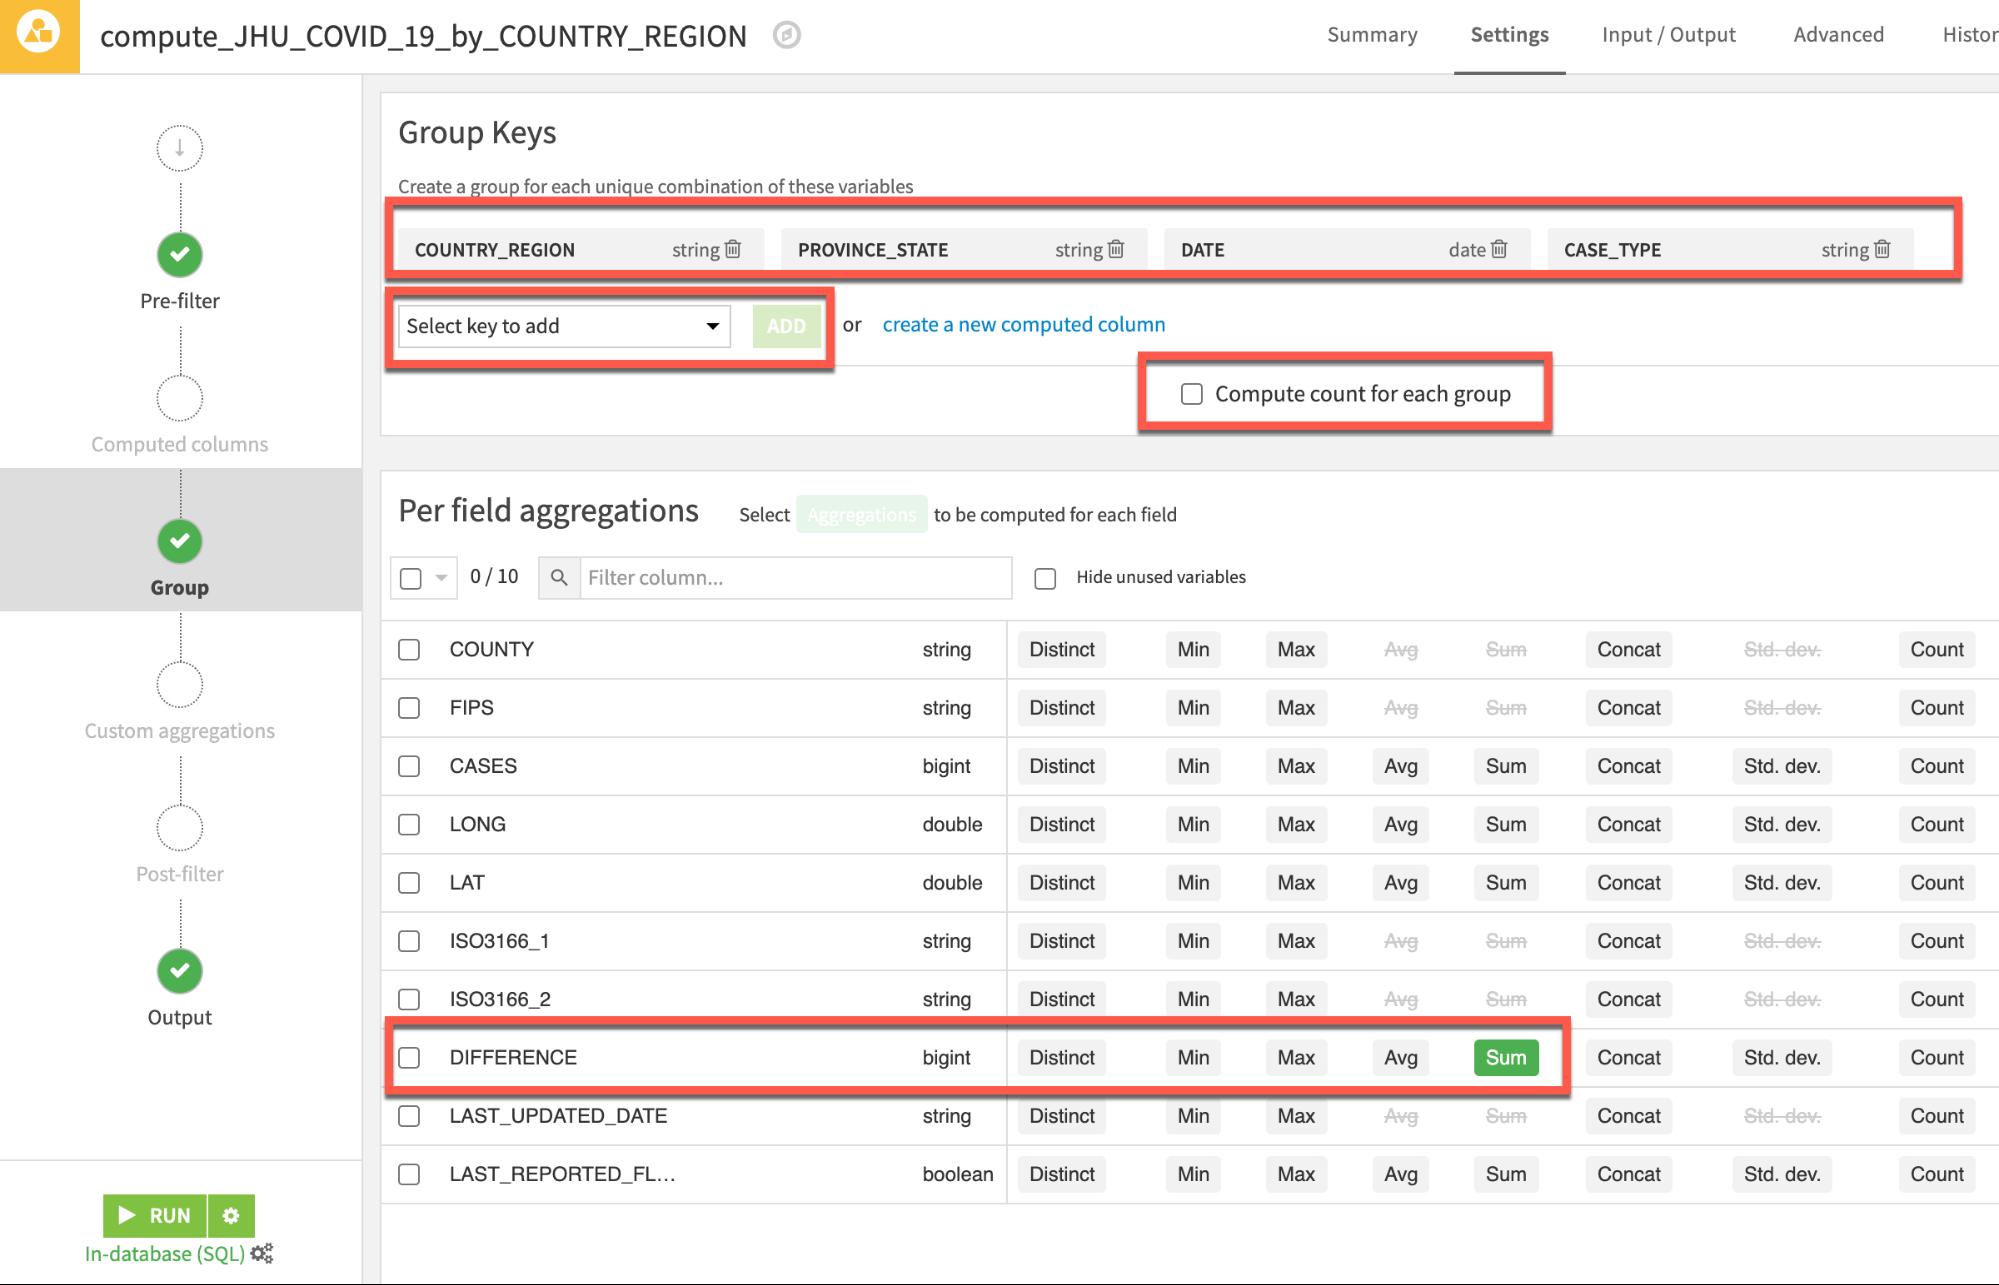 compute_JHU_COVID_19_by_COUNTRY_REGION
Summary Settings Input / Output Advanced Histor
Pre-filter
Computed columns
Group
Custom aggregations
Post-filter
Output
RUN
In-database (SQL)
Group Keys
Create a group for each unique combination of these variables
COUNTRY_REGION string PROVINCE_STATE string DATE date CASE_TYPE string
Select key to add ADD or create a new computed column
Compute count for each group
Per field aggregations Select Aggregations to be computed for each field
0 / 10 Filter column... Hide unused variables
COUNTY string Distinct Min Max Avg Sum Concat Std. dev. Count
FIPS string Distinct Min Max Avg Sum Concat Std. dev. Count
CASES bigint Distinct Min Max Avg Sum Concat Std. dev. Count
LONG double Distinct Min Max Avg Sum Concat Std. dev. Count
LAT double Distinct Min Max Avg Sum Concat Std. dev. Count
ISO3166_1 string Distinct Min Max Avg Sum Concat Std. dev. Count
ISO3166_2 string Distinct Min Max Avg Sum Concat Std. dev. Count
DIFFERENCE bigint Distinct Min Max Avg Sum Concat Std. dev. Count
LAST_UPDATED_DATE string Distinct Min Max Avg Sum Concat Std. dev. Count
LAST_REPORTED_FL... boolean Distinct Min Max Avg Sum Concat Std. dev. Count